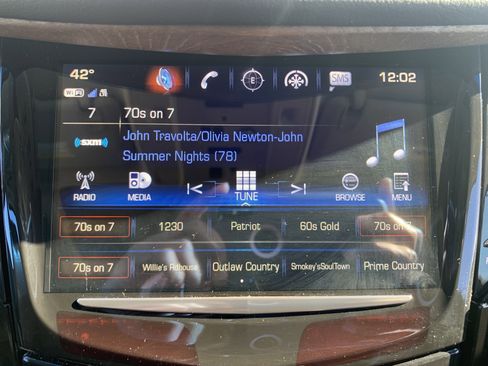 42° E SMS 12:02
WiFi
7 70s on 7
((SXM)) John Travolta/Olivia Newton-John
Summer Nights (78)
RADIO MEDIA TUNE BROWSE MENU
70s on 7 1230 Patriot 60s Gold 70s on 7
70s on 7 Willie's Rdhouse Outlaw Country Smokey'sSoulTown Prime Country